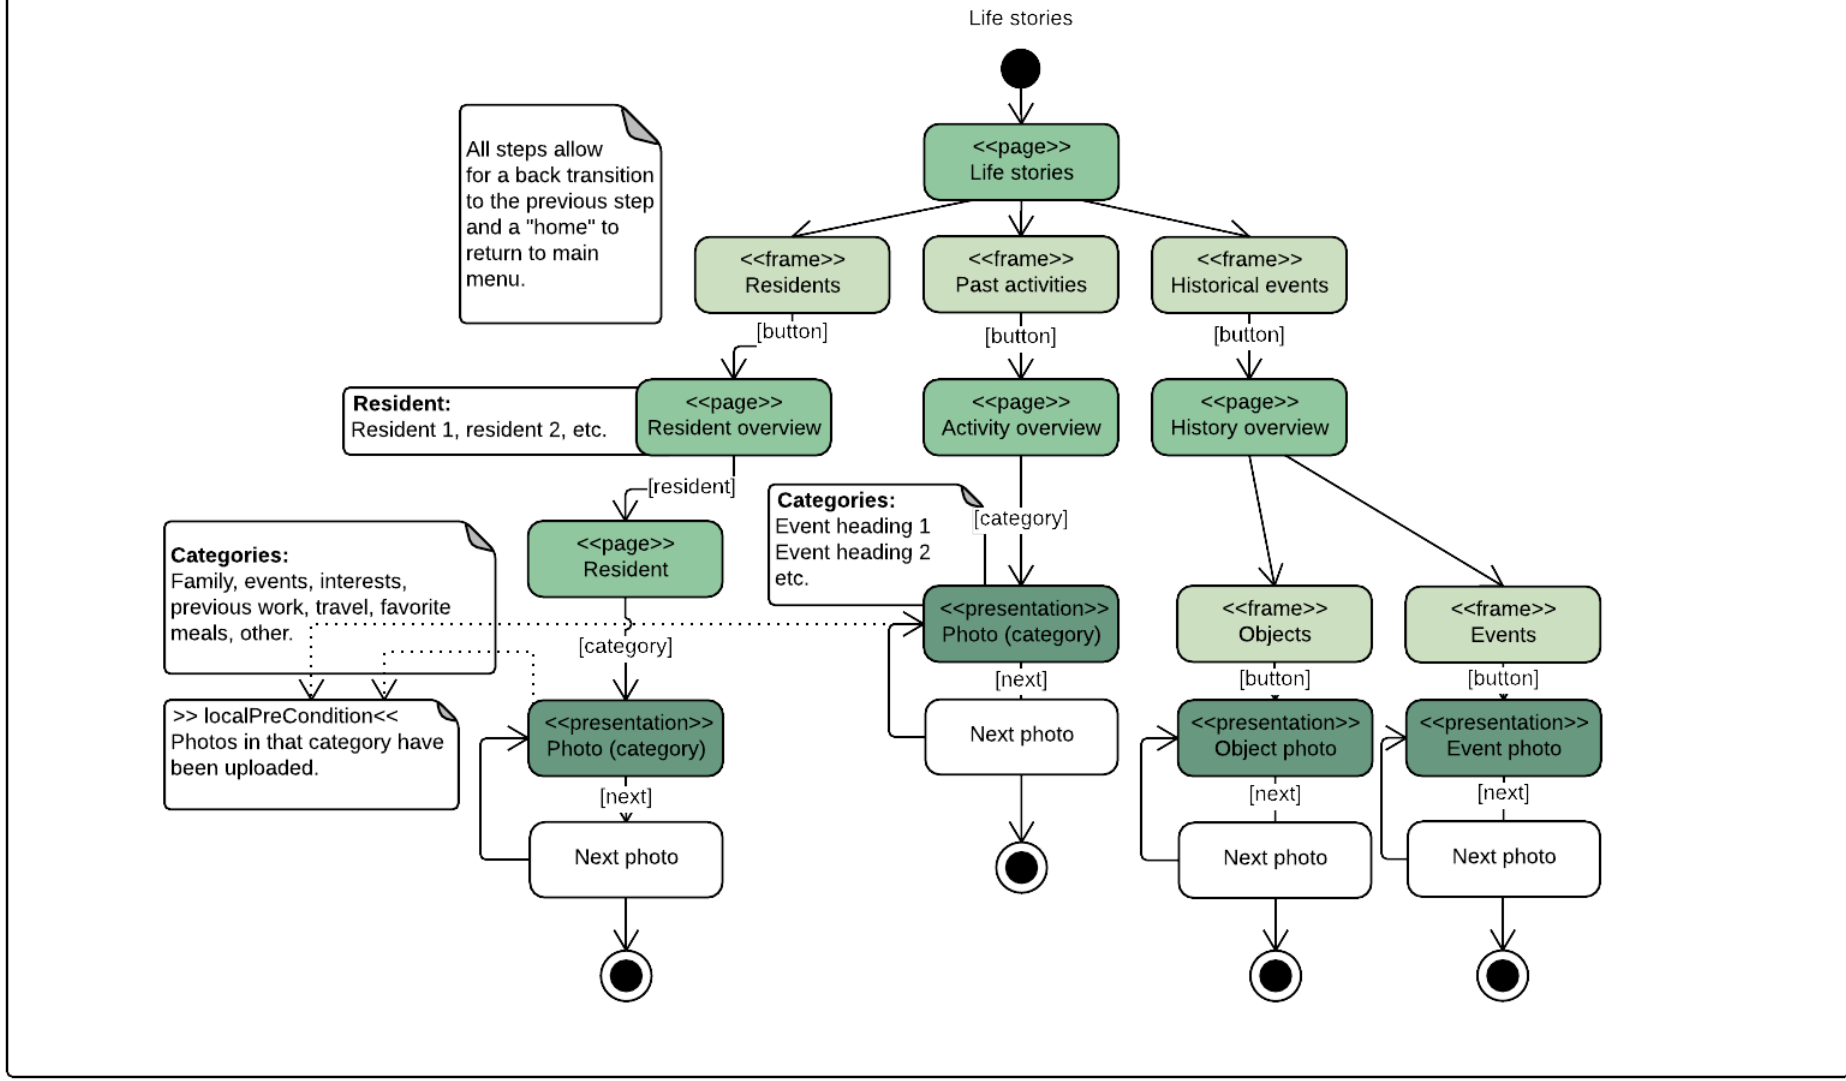 Life stories
All steps allow
for a back transition
to the previous step
and a "home" to
return to main
menu.
<<page>>
Life stories
<<frame>>
Residents
<<frame>>
Past activities
<<frame>>
Historical events
[button]
[button]
[button]
Resident:
Resident 1, resident 2, etc.
<<page>>
Resident overview
<<page>>
Activity overview
<<page>>
History overview
[resident]
Categories:
Event heading 1
Event heading 2
etc.
[category]
Categories:
Family, events, interests,
previous work, travel, favorite
meals, other.
<<page>>
Resident
[category]
<<presentation>>
Photo (category)
<<frame>>
Objects
<<frame>>
Events
[next]
[button]
[button]
>> localPreCondition<<
Photos in that category have
been uploaded.
<<presentation>>
Photo (category)
Next photo
<<presentation>>
Object photo
<<presentation>>
Event photo
[next]
[next]
[next]
Next photo
Next photo
Next photo